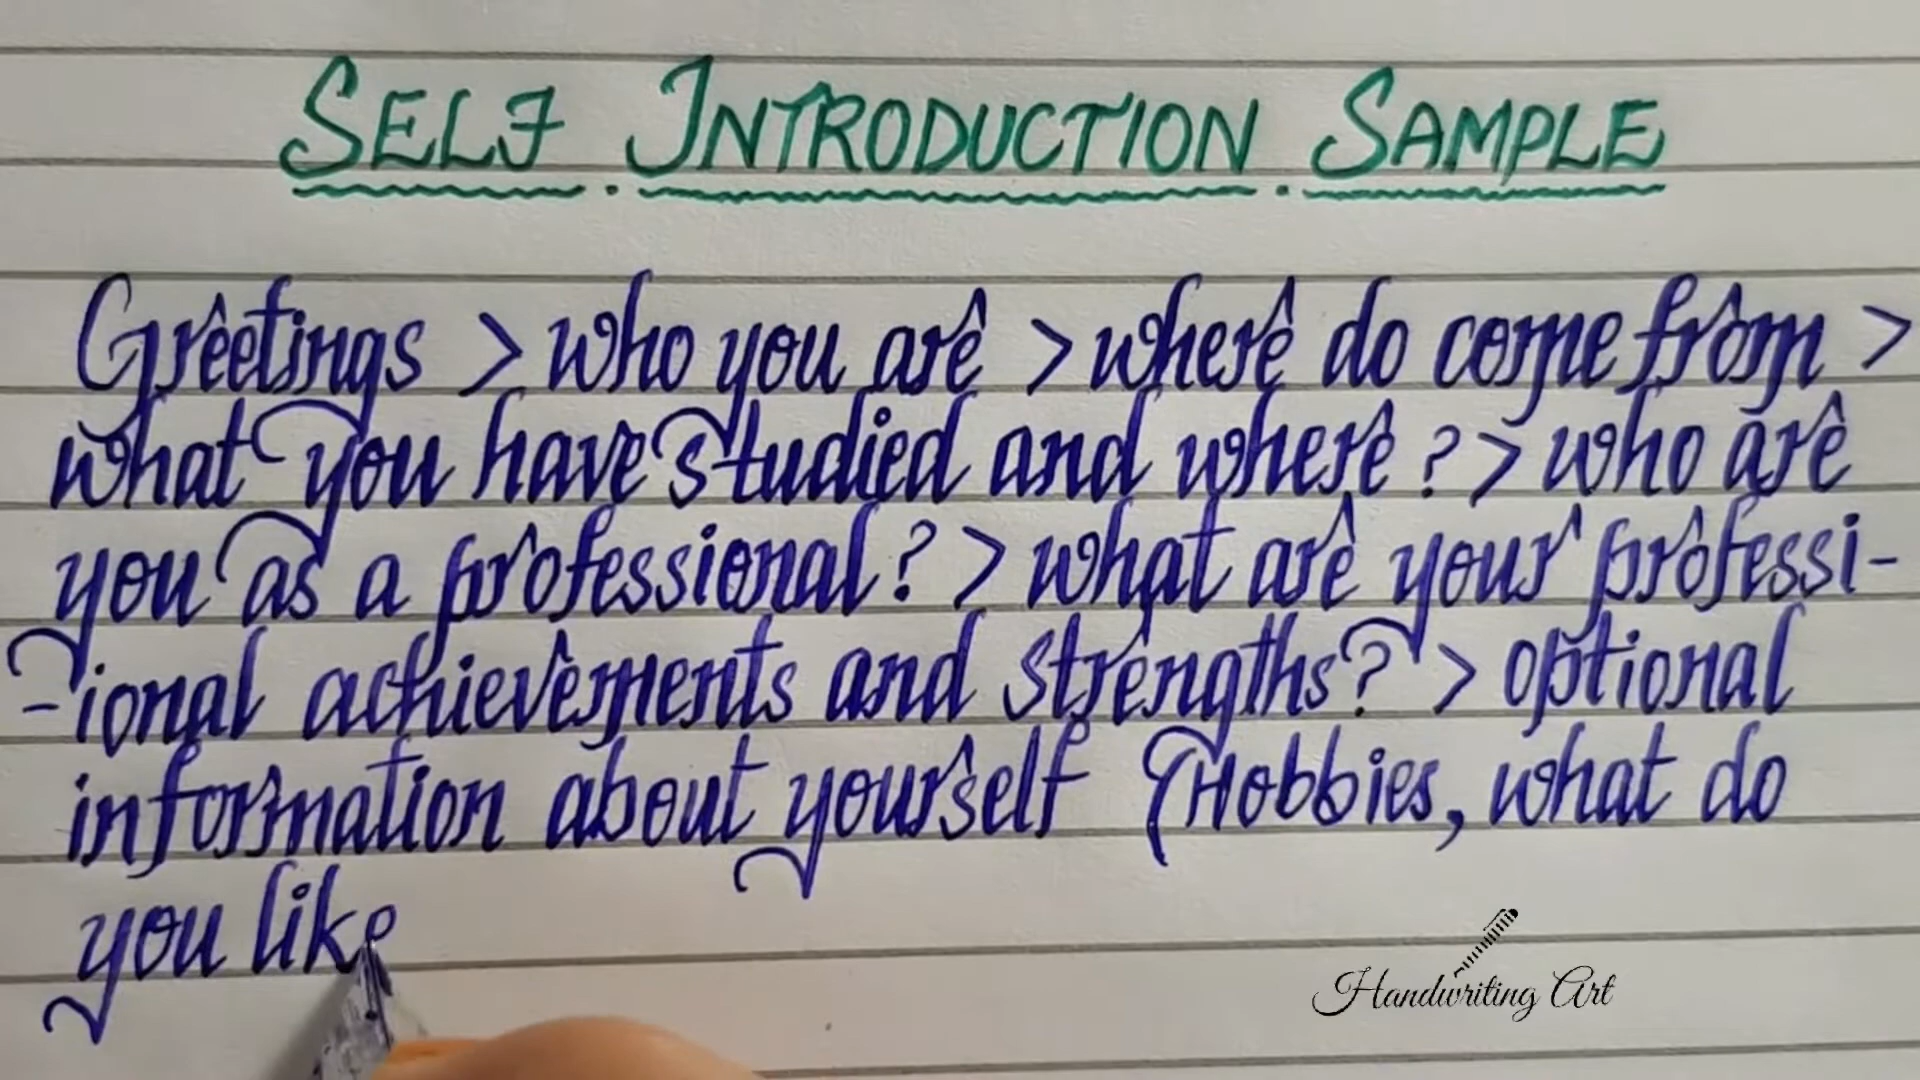 SELF INTRODUCTION SAMPLE
Greetings > who you are > where do come from >
what you have studied and where? > who are
you as a professional? > what are your professi-
-ional achievements and strengths? > optional
information about yourself (Hobbies, what do
you like
Handwriting Art